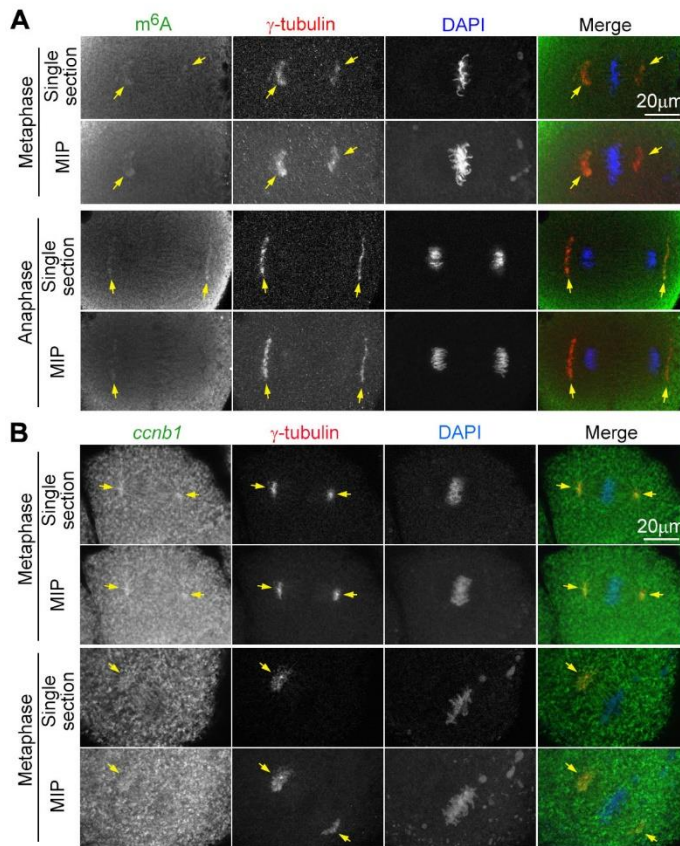 A
m⁶A γ-tubulin DAPI Merge
Metaphase
Single section
20μm
MIP
Anaphase
Single section
MIP
B
ccnb1 γ-tubulin DAPI Merge
Metaphase
Single section
20μm
MIP
Metaphase
Single section
MIP